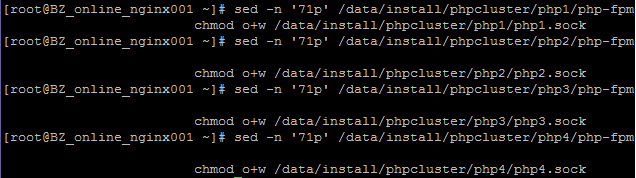 [root@BZ_online_nginx001 ~]# sed -n '71p' /data/install/phpcluster/php1/php-fpm
chmod o+w /data/install/phpcluster/php1/php1.sock
[root@BZ_online_nginx001 ~]# sed -n '71p' /data/install/phpcluster/php2/php-fpm
chmod o+w /data/install/phpcluster/php2/php2.sock
[root@BZ_online_nginx001 ~]# sed -n '71p' /data/install/phpcluster/php3/php-fpm
chmod o+w /data/install/phpcluster/php3/php3.sock
[root@BZ_online_nginx001 ~]# sed -n '71p' /data/install/phpcluster/php4/php-fpm
chmod o+w /data/install/phpcluster/php4/php4.sock